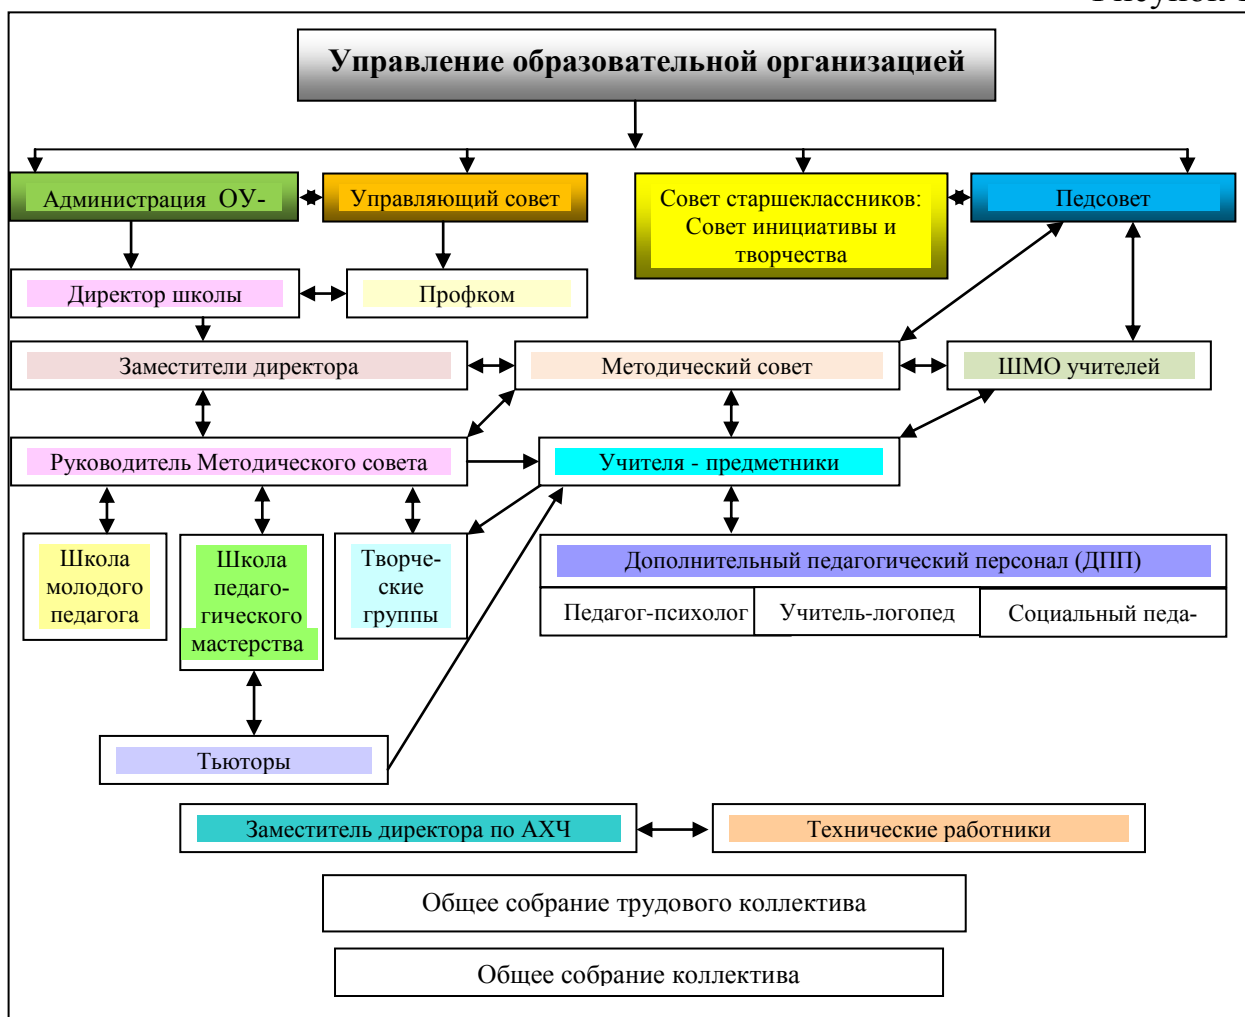 Управление образовательной организацией
Администрация ОУ-
Управляющий совет
Совет старшеклассников:
Совет инициативы и
творчества
Педсовет
Директор школы
Профком
Заместители директора
Методический совет
ШМО учителей
Руководитель Методического совета
Учителя - предметники
Школа
молодого
педагога
Школа
педаго-
гического
мастерства
Творче-
ские
группы
Дополнительный педагогический персонал (ДПП)
Педагог-психолог
Учитель-логопед
Социальный педа-
Тьюторы
Заместитель директора по АХЧ
Технические работники
Общее собрание трудового коллектива
Общее собрание коллектива